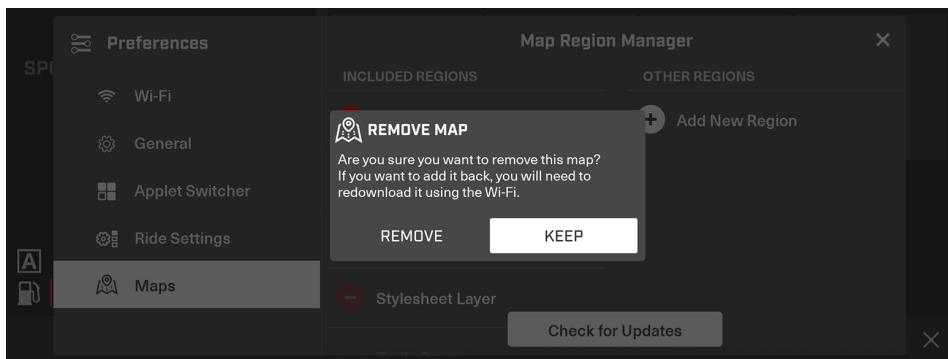 Preferences
Map Region Manager
SP
INCLUDED REGIONS
OTHER REGIONS
Wi-Fi
Add New Region
REMOVE MAP
General
Are you sure you want to remove this map?
If you want to add it back, you will need to
redownload it using the Wi-Fi.
Applet Switcher
REMOVE
KEEP
Ride Settings
A
Maps
Stylesheet Layer
Check for Updates